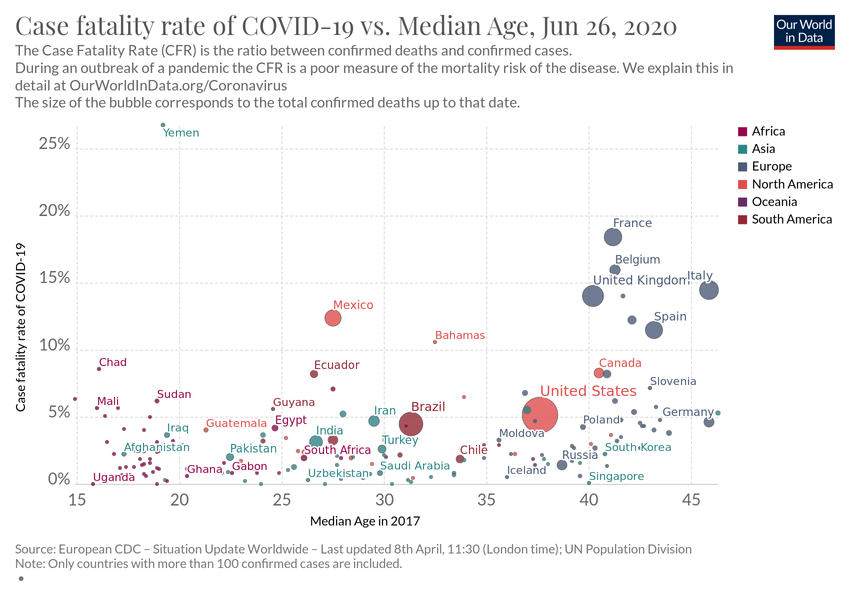 Case fatality rate of COVID-19 vs. Median Age, Jun 26, 2020
Our World
in Data
The Case Fatality Rate (CFR) is the ratio between confirmed deaths and confirmed cases.
During an outbreak of a pandemic the CFR is a poor measure of the mortality risk of the disease. We explain this in
detail at OurWorldInData.org/Coronavirus
The size of the bubble corresponds to the total confirmed deaths up to that date.
Yemen
Africa
Asia
Europe
North America
Oceania
South America
25%
20%
15%
10%
5%
0%
Case fatality rate of COVID-19
France
Belgium
United Kingdom
Italy
Mexico
Spain
Bahamas
Chad
Ecuador
Canada
Slovenia
United States
Mali
Sudan
Guyana
Iran
Brazil
Germany
Iraq
Guatemala
Egypt
India
Poland
Moldova
Afghanistan
Pakistan
South Africa
Turkey
Chile
Russia
South Korea
Uganda
Ghana
Gabon
Uzbekistan
Saudi Arabia
Iceland
Singapore
15
20
25
30
35
40
45
Median Age in 2017
Source: European CDC – Situation Update Worldwide – Last updated 8th April, 11:30 (London time); UN Population Division
Note: Only countries with more than 100 confirmed cases are included.